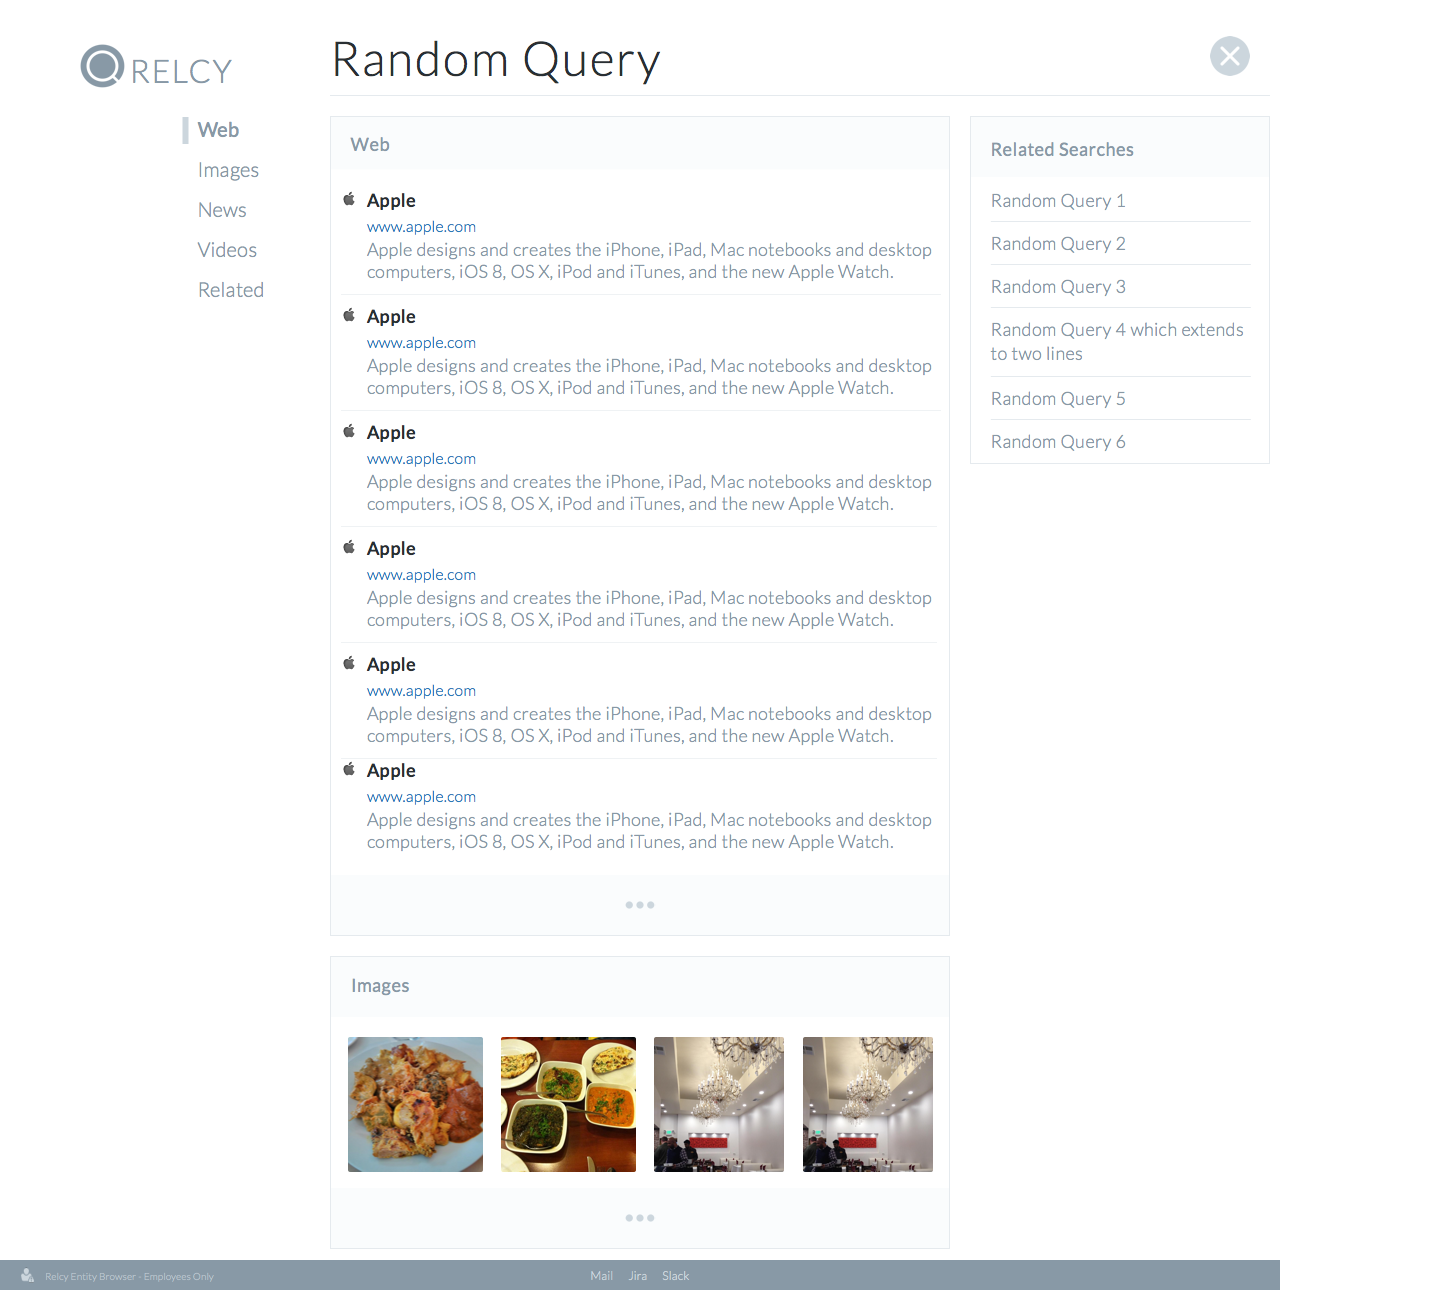 RELCY
Random Query
Web
Images
News
Videos
Related
Web
Apple
www.apple.com
Apple designs and creates the iPhone, iPad, Mac notebooks and desktop
computers, iOS 8, OS X, iPod and iTunes, and the new Apple Watch.
Apple
www.apple.com
Apple designs and creates the iPhone, iPad, Mac notebooks and desktop
computers, iOS 8, OS X, iPod and iTunes, and the new Apple Watch.
Apple
www.apple.com
Apple designs and creates the iPhone, iPad, Mac notebooks and desktop
computers, iOS 8, OS X, iPod and iTunes, and the new Apple Watch.
Apple
www.apple.com
Apple designs and creates the iPhone, iPad, Mac notebooks and desktop
computers, iOS 8, OS X, iPod and iTunes, and the new Apple Watch.
Apple
www.apple.com
Apple designs and creates the iPhone, iPad, Mac notebooks and desktop
computers, iOS 8, OS X, iPod and iTunes, and the new Apple Watch.
Apple
www.apple.com
Apple designs and creates the iPhone, iPad, Mac notebooks and desktop
computers, iOS 8, OS X, iPod and iTunes, and the new Apple Watch.
Related Searches
Random Query 1
Random Query 2
Random Query 3
Random Query 4 which extends
to two lines
Random Query 5
Random Query 6
Images
Relcy Entity Browser - Employees Only
Mail Jira Slack